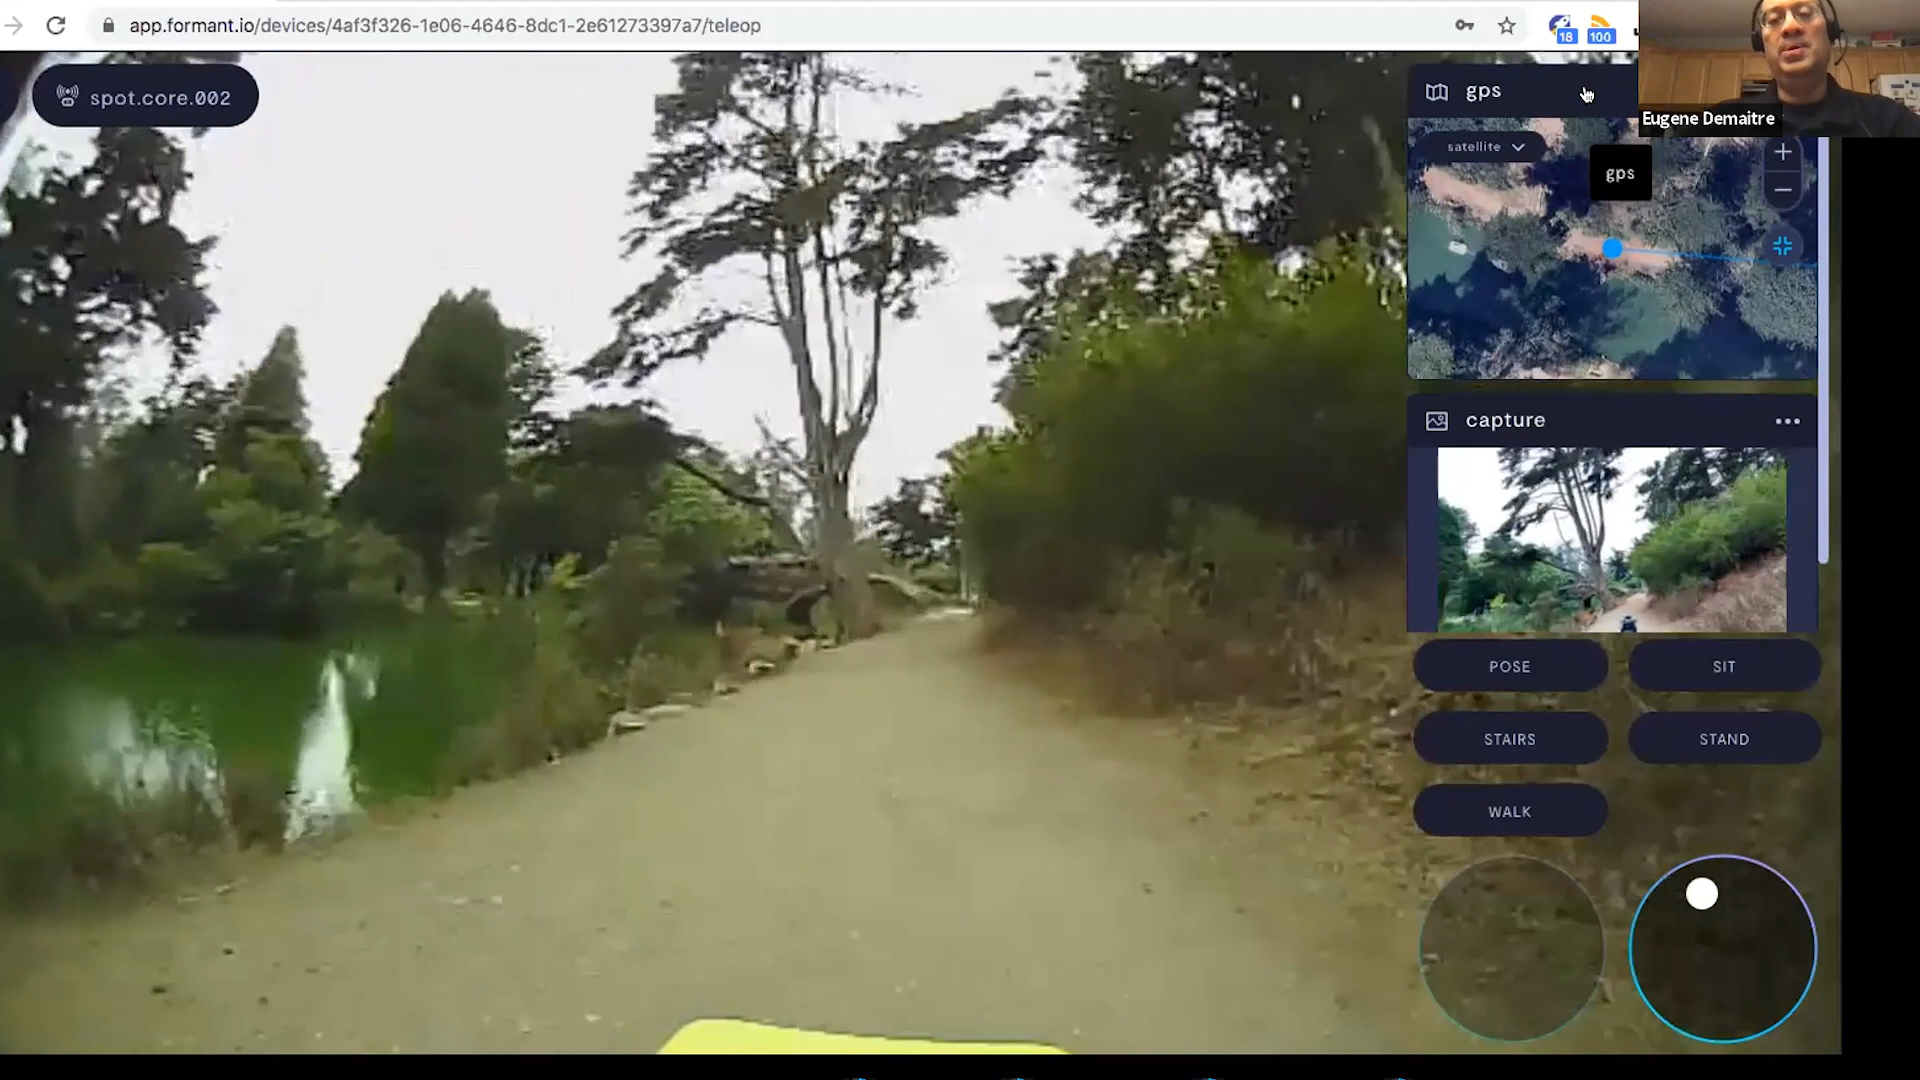 app.formant.io/devices/4af3f326-1e06-4646-8dc1-2e61273397a7/teleop
18
100
Eugene Demaitre
spot.core.002
gps
satellite
gps
capture
POSE
SIT
STAIRS
STAND
WALK